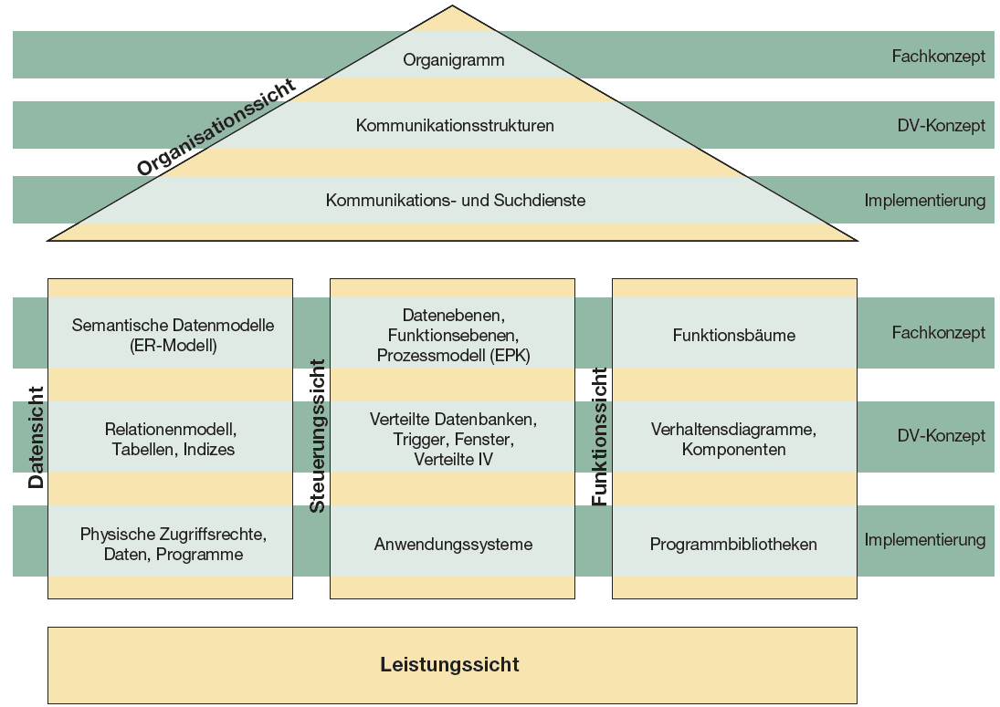 Organisationssicht
Organigramm
Fachkonzept
Kommunikationsstrukturen
DV-Konzept
Kommunikations- und Suchdienste
Implementierung
Datensicht
Semantische Datenmodelle
(ER-Modell)
Relationenmodell,
Tabellen, Indizes
Physische Zugriffsrechte,
Daten, Programme
Steuerungssicht
Datenebenen,
Funktionsebenen,
Prozessmodell (EPK)
Verteilte Datenbanken,
Trigger, Fenster,
Verteilte IV
Anwendungssysteme
Funktionssicht
Funktionsbäume
Verhaltensdiagramme,
Komponenten
Programmbibliotheken
Fachkonzept
DV-Konzept
Implementierung
Leistungssicht